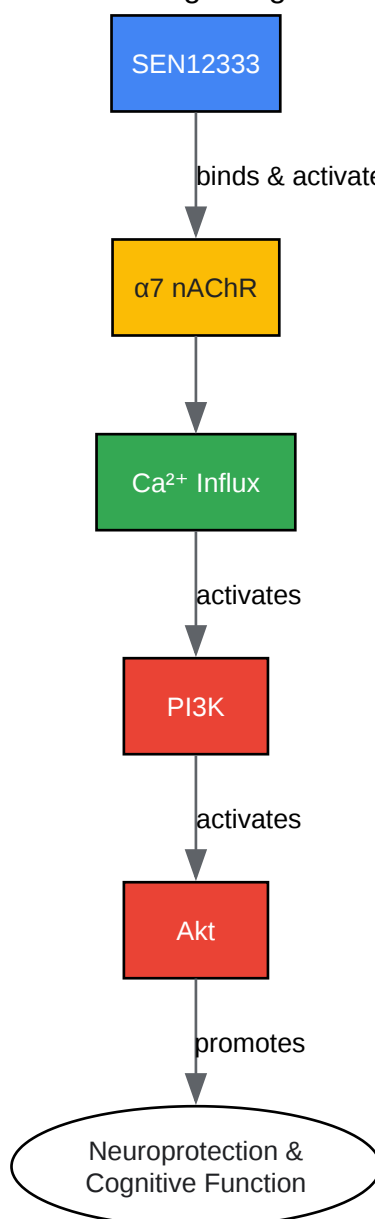 SEN12333
binds & activate
α7 nAChR
Ca²⁺ Influx
activates
PI3K
activates
Akt
promotes
Neuroprotection &
Cognitive Function